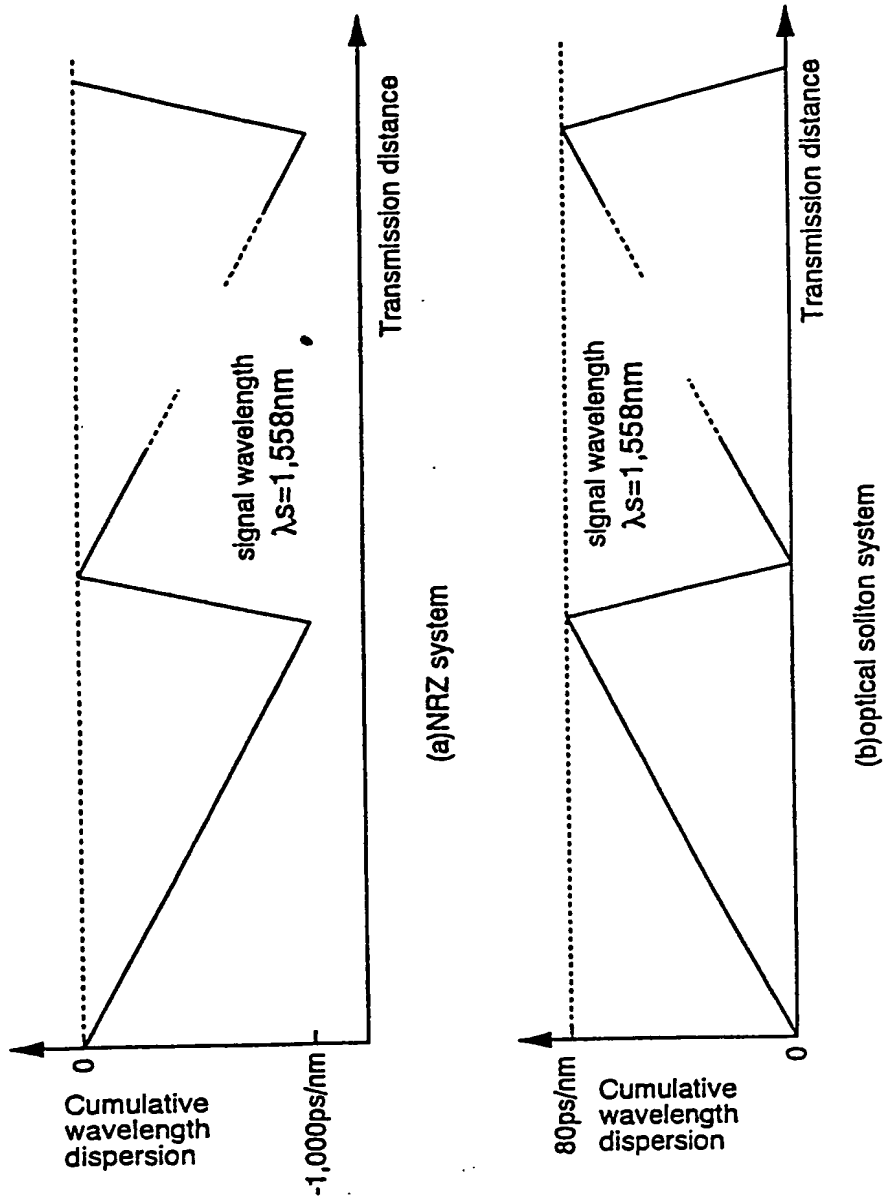 Cumulative
wavelength
dispersion
0
-1,000ps/nm
signal wavelength
λs=1,558nm
Transmission distance
(a)NRZ system
80ps/nm
Cumulative
wavelength
dispersion
0
signal wavelength
λs=1,558nm
Transmission distance
(b)optical soliton system